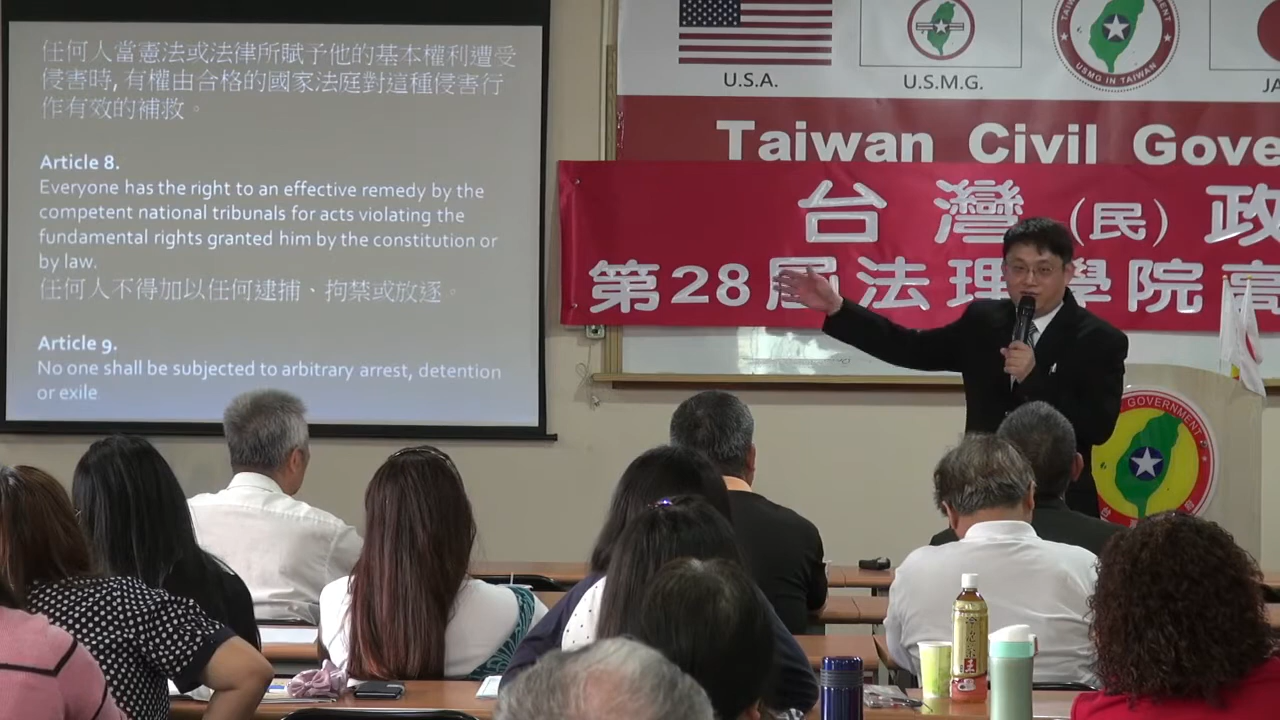 任何人當憲法或法律所賦予他的基本權利遭受
侵害時,有權由合格的國家法庭對這種侵害行
作有效的補救。
Article 8.
Everyone has the right to an effective remedy by the
competent national tribunals for acts violating the
fundamental rights granted him by the constitution or
by law.
任何人不得加以任何逮捕、拘禁或放逐。
Article 9.
No one shall be subjected to arbitrary arrest, detention
or exile
U.S.A.
U.S.M.G.
USMG IN TAIWAN
JA
Taiwan Civil Gove
台灣(民)政
第28屆法理學院高
GOVERNMENT